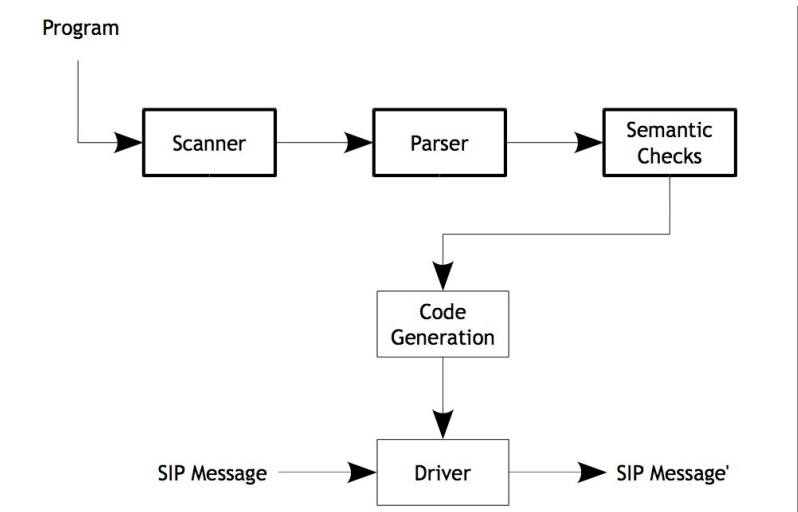 Program
Scanner
Parser
Semantic
Checks
Code
Generation
SIP Message
Driver
SIP Message'